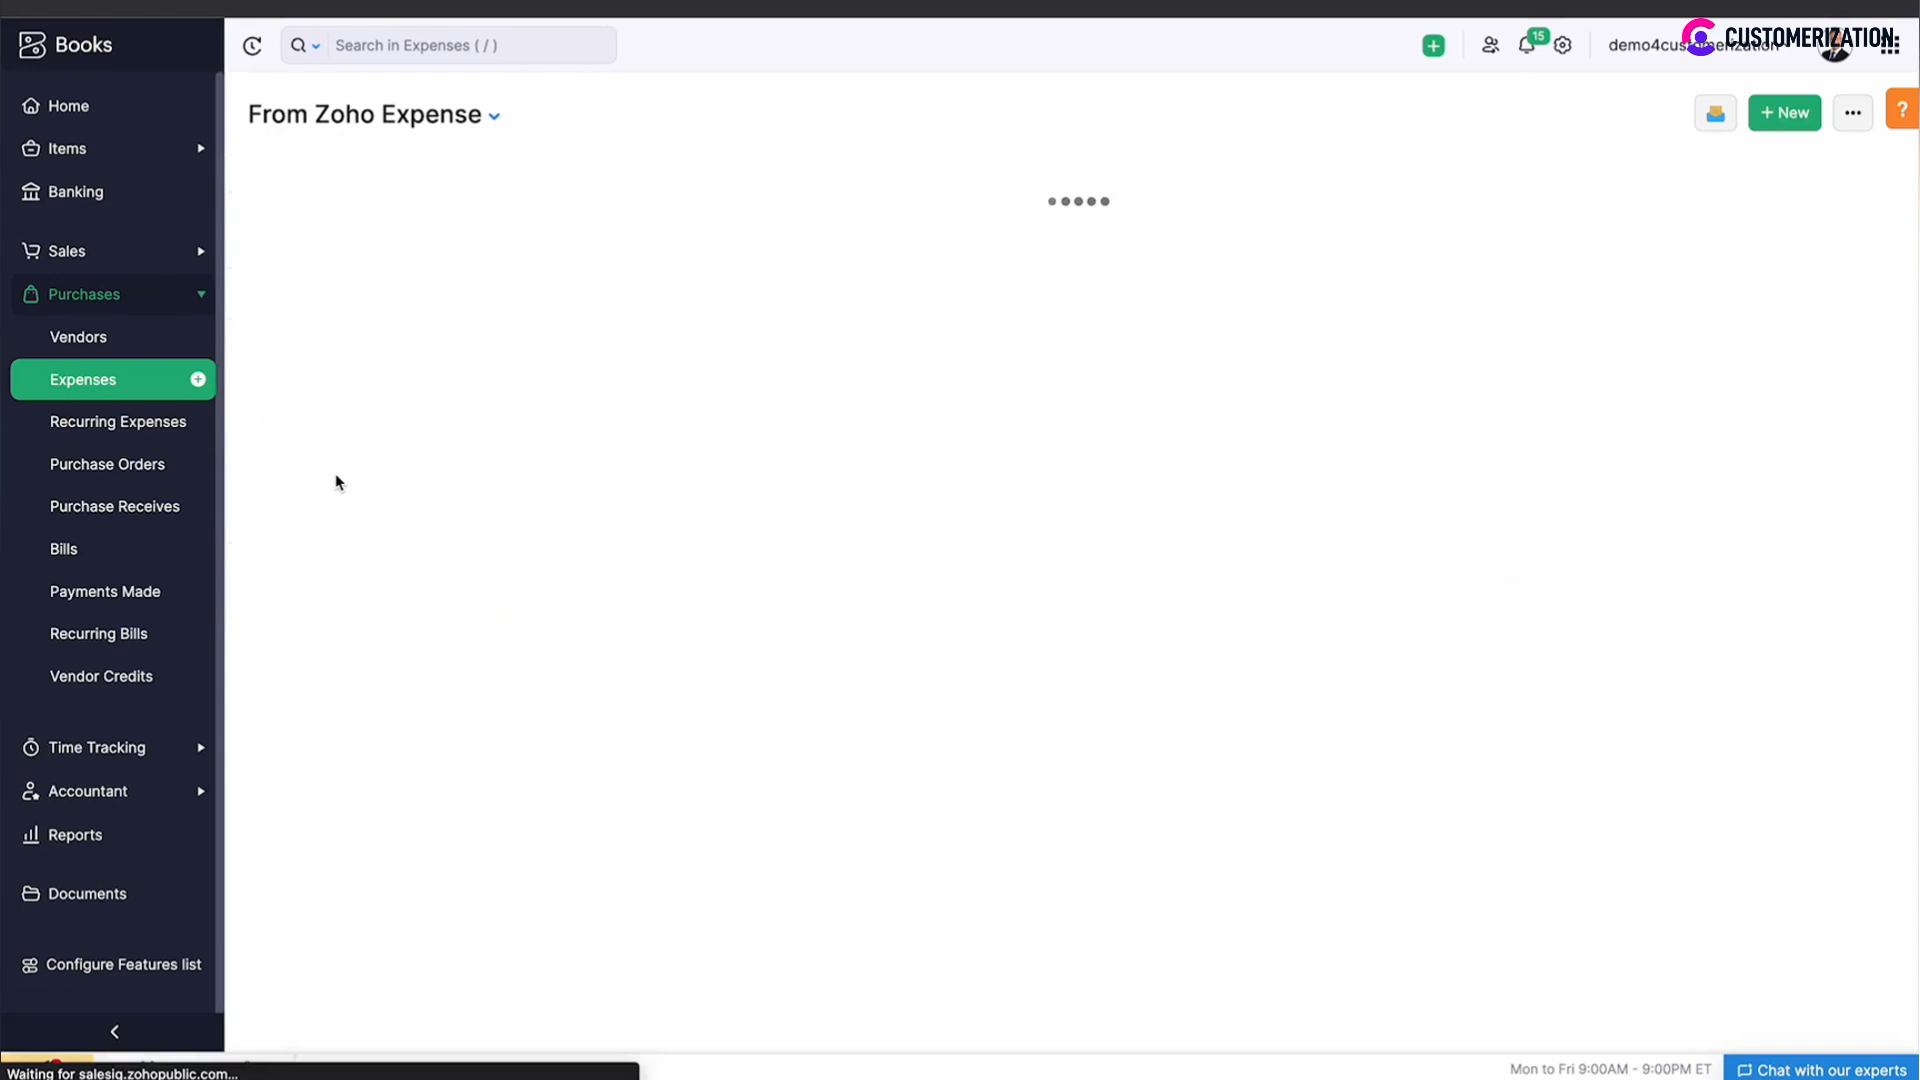 Books
Search in Expenses ( / )
15
demo4customerization
CUSTOMERIZATION
Home
Items
Banking
Sales
Purchases
Vendors
Expenses
Recurring Expenses
Purchase Orders
Purchase Receives
Bills
Payments Made
Recurring Bills
Vendor Credits
Time Tracking
Accountant
Reports
Documents
Configure Features list
From Zoho Expense
+ New
?
Waiting for salesiq.zohopublic.com...
Mon to Fri 9:00AM - 9:00PM ET
Chat with our experts